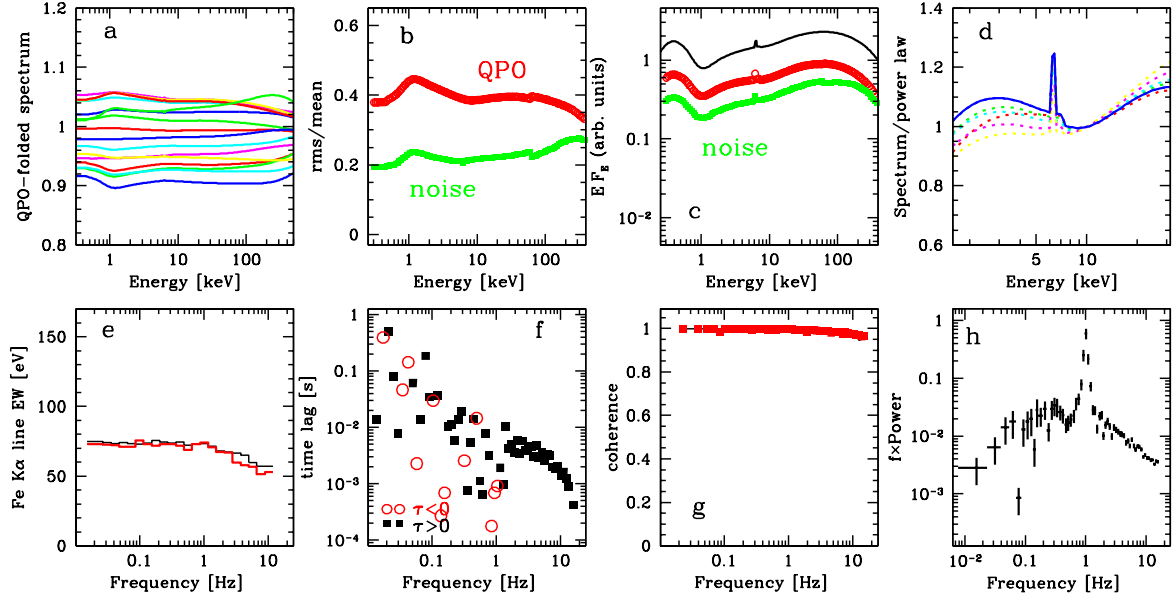 a
QPO-folded spectrum
1.2
1.1
1
0.9
0.8
1
10
100
Energy [keV]
b
QPO
noise
rms/mean
0.6
0.4
0.2
0
1
10
100
Energy [keV]
c
noise
E F_E (arb. units)
1
0.1
10⁻²
1
10
100
Energy [keV]
d
Spectrum/power law
1.4
1.2
1
0.8
0.6
5
10
Energy [keV]
e
Fe Kα line EW [eV]
150
100
50
0
0.1
1
10
Frequency [Hz]
f
time lag [s]
1
0.1
10⁻²
10⁻³
10⁻⁴
τ<0
τ>0
0.1
1
10
Frequency [Hz]
g
coherence
1
0.8
0.6
0.4
0.2
0
0.1
1
10
Frequency [Hz]
h
f×Power
1
0.1
10⁻²
10⁻³
10⁻²
0.1
1
10
Frequency [Hz]